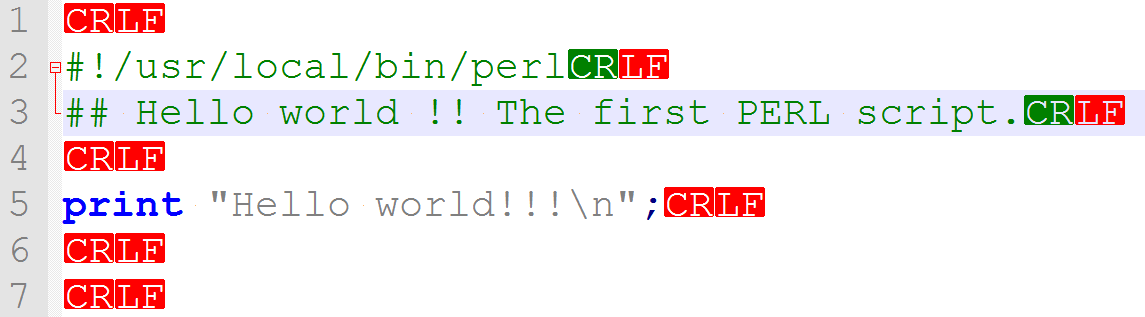 1 CRLF
2 #!/usr/local/bin/perlCRLF
3 ## Hello world !! The first PERL script.CRLF
4 CRLF
5 print "Hello world!!!\n";CRLF
6 CRLF
7 CRLF